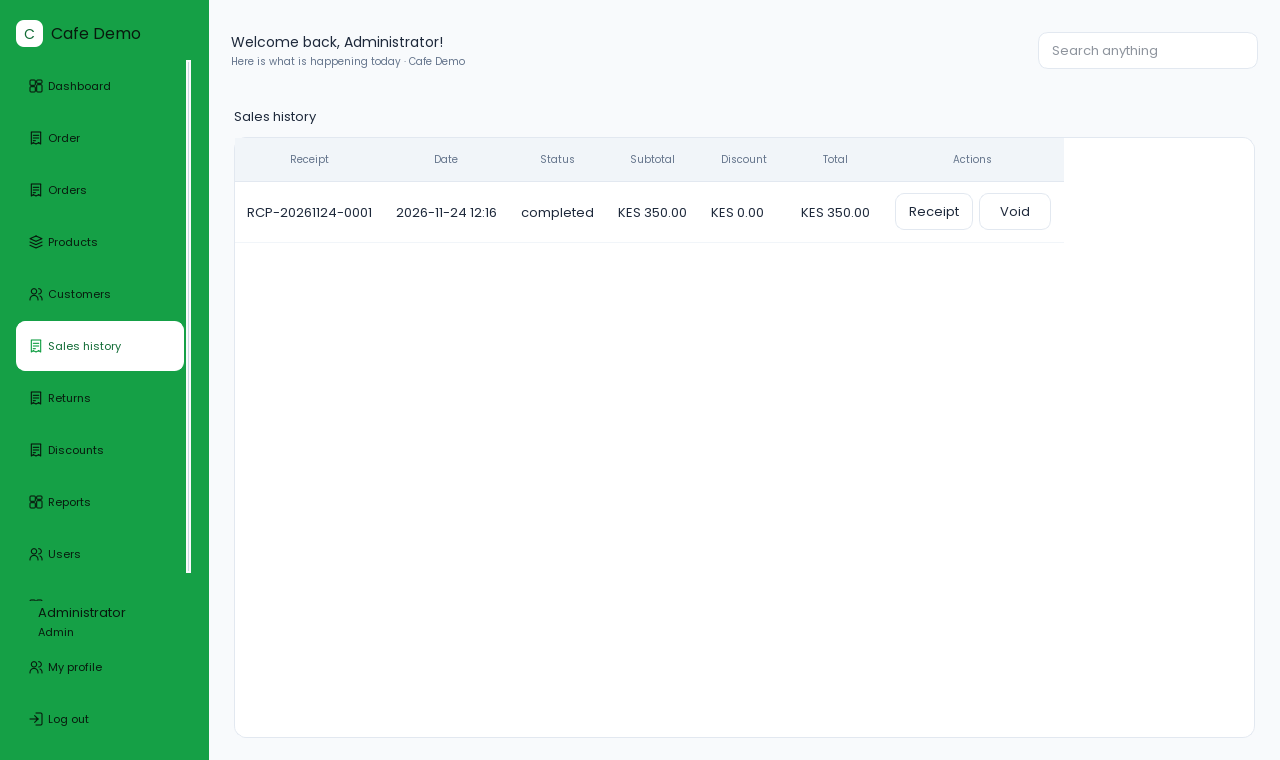 C Cafe Demo
Dashboard
Order
Orders
Products
Customers
Sales history
Returns
Discounts
Reports
Users
Administrator
Admin
My profile
Log out
Welcome back, Administrator!
Here is what is happening today · Cafe Demo
Search anything
Sales history
Receipt Date Status Subtotal Discount Total Actions
RCP-20261124-0001 2026-11-24 12:16 completed KES 350.00 KES 0.00 KES 350.00 Receipt Void